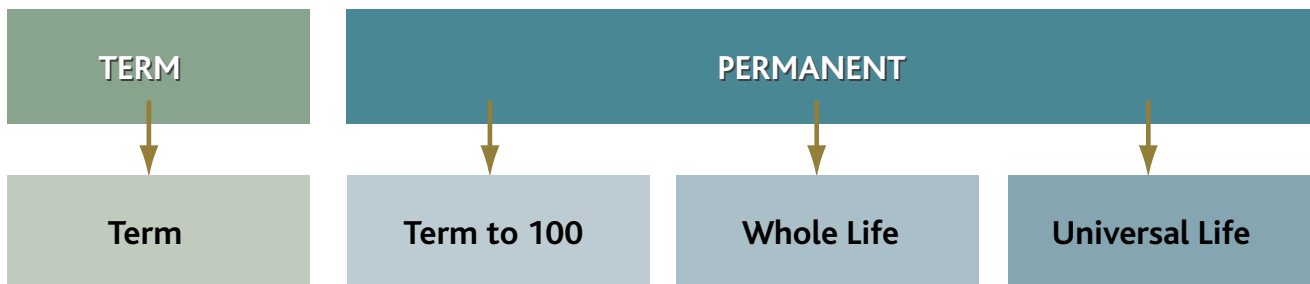 TERM
PERMANENT
Term
Term to 100
Whole Life
Universal Life